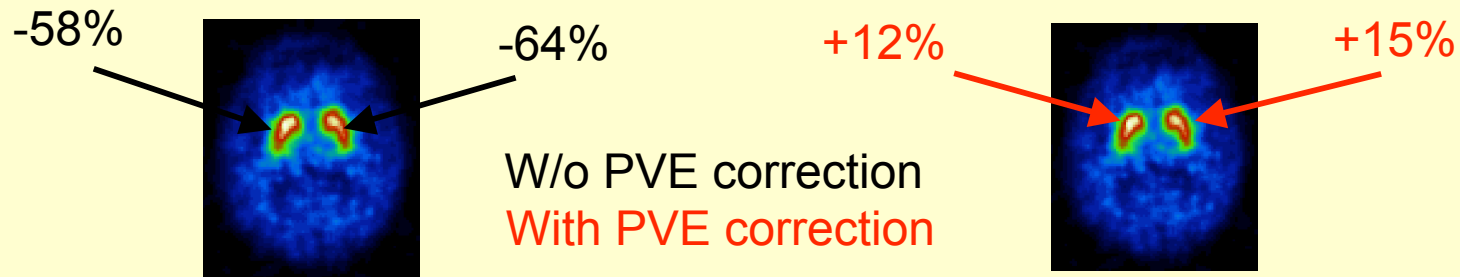 -58%
-64%
+12%
+15%
W/o PVE correction
With PVE correction